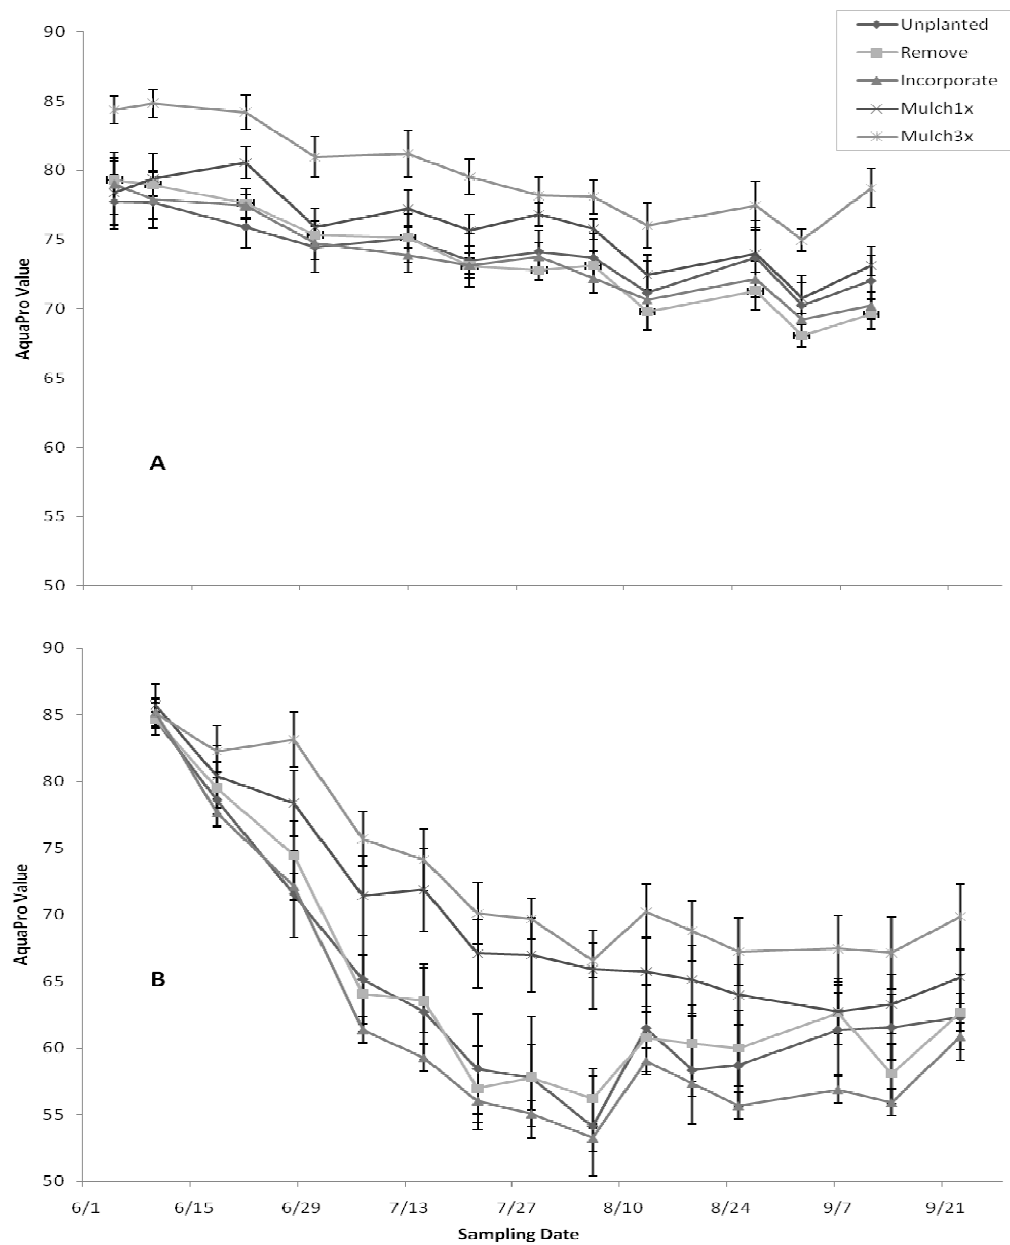 90
85
80
75
70
65
60
55
50
AquaPro Value
Unplanted
Remove
Incorporate
Mulch1x
Mulch3x
A
90
85
80
75
70
65
60
55
50
AquaPro Value
B
6/1 6/15 6/29 7/13 7/27 8/10 8/24 9/7 9/21
Sampling Date